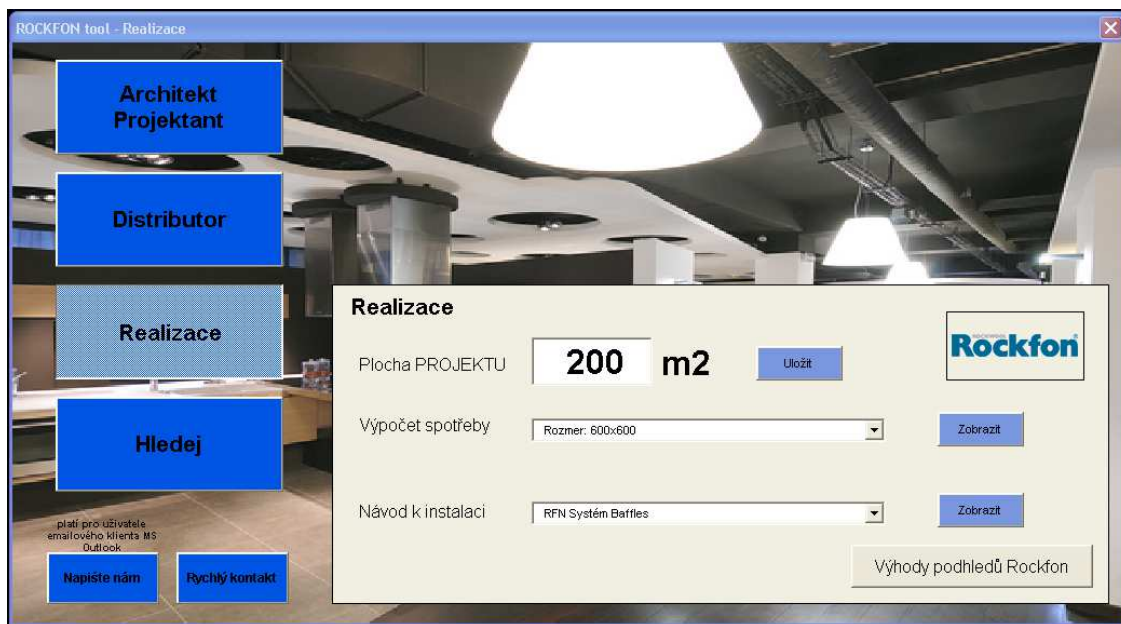 ROCKFON tool - Realizace
Architekt
Projektant
Distributor
Realizace
Hledej
platí pro uživatele
emailového klienta MS
Outlook
Napište nám
Rychlý kontakt
Realizace
Rockfon
Plocha PROJEKTU
200 m2
Uložit
Výpočet spotřeby
Rozmer: 600x600
Zobrazit
Návod k instalaci
RFN Systém Baffles
Zobrazit
Výhody podhledů Rockfon